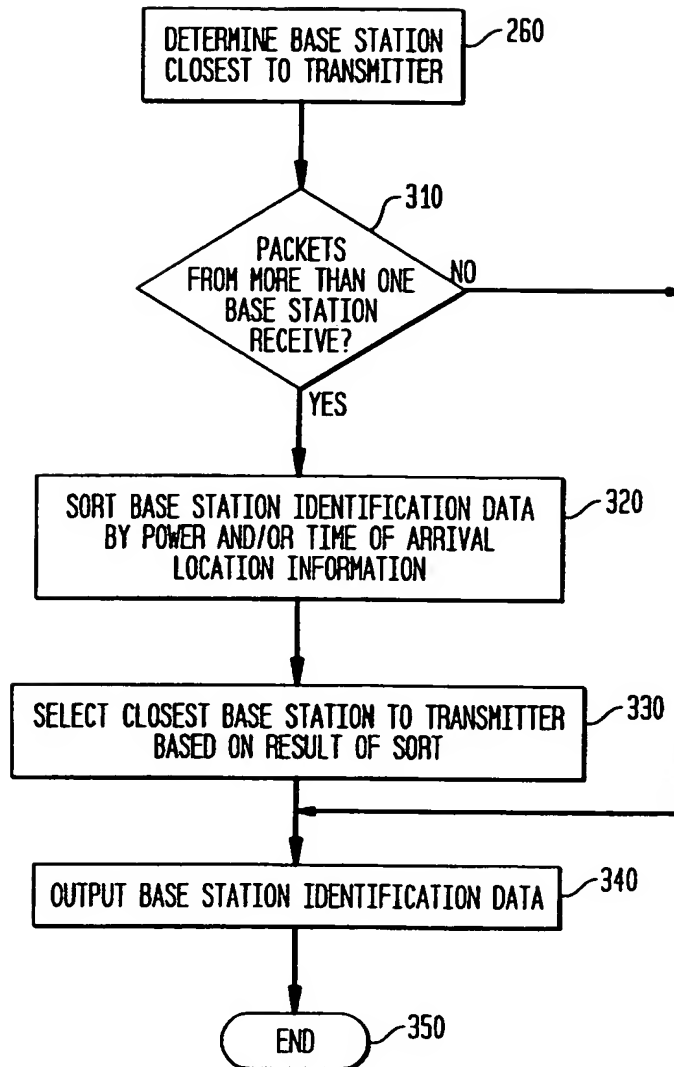 DETERMINE BASE STATION
CLOSEST TO TRANSMITTER
260
310
PACKETS
FROM MORE THAN ONE
BASE STATION
RECEIVE?
NO
YES
SORT BASE STATION IDENTIFICATION DATA
BY POWER AND/OR TIME OF ARRIVAL
LOCATION INFORMATION
320
SELECT CLOSEST BASE STATION TO TRANSMITTER
BASED ON RESULT OF SORT
330
OUTPUT BASE STATION IDENTIFICATION DATA
340
END
350